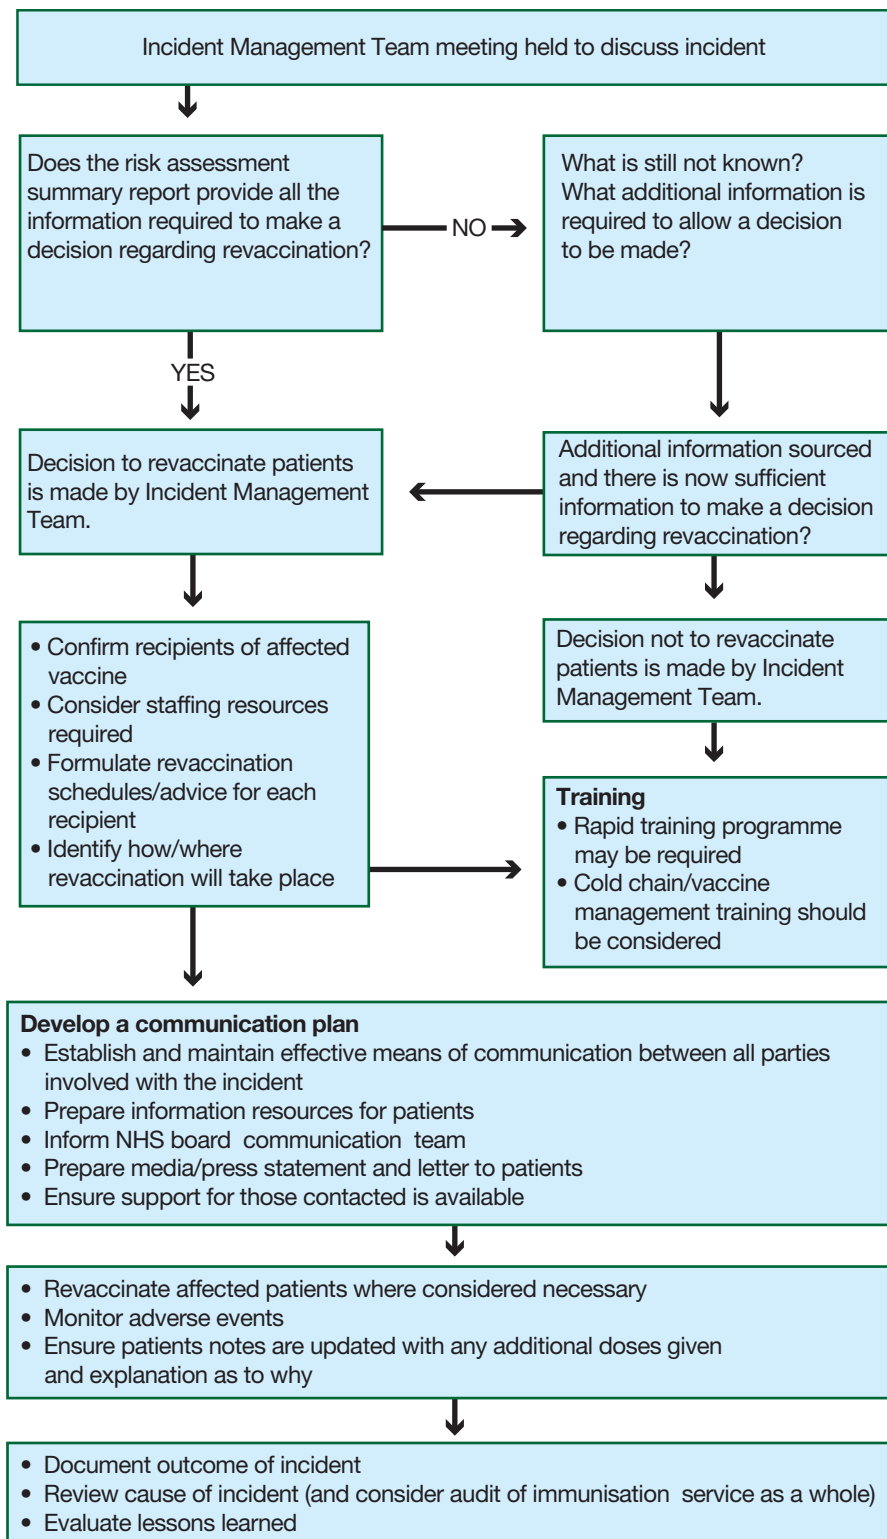 Incident Management Team meeting held to discuss incident
Does the risk assessment
summary report provide all the
information required to make a
decision regarding revaccination?
NO
What is still not known?
What additional information is
required to allow a decision
to be made?
YES
Decision to revaccinate patients
is made by Incident Management
Team.
Additional information sourced
and there is now sufficient
information to make a decision
regarding revaccination?
• Confirm recipients of affected
vaccine
• Consider staffing resources
required
• Formulate revaccination
schedules/advice for each
recipient
• Identify how/where
revaccination will take place
Decision not to revaccinate
patients is made by Incident
Management Team.
Training
• Rapid training programme
may be required
• Cold chain/vaccine
management training should
be considered
Develop a communication plan
• Establish and maintain effective means of communication between all parties
involved with the incident
• Prepare information resources for patients
• Inform NHS board communication team
• Prepare media/press statement and letter to patients
• Ensure support for those contacted is available
• Revaccinate affected patients where considered necessary
• Monitor adverse events
• Ensure patients notes are updated with any additional doses given
and explanation as to why
• Document outcome of incident
• Review cause of incident (and consider audit of immunisation service as a whole)
• Evaluate lessons learned